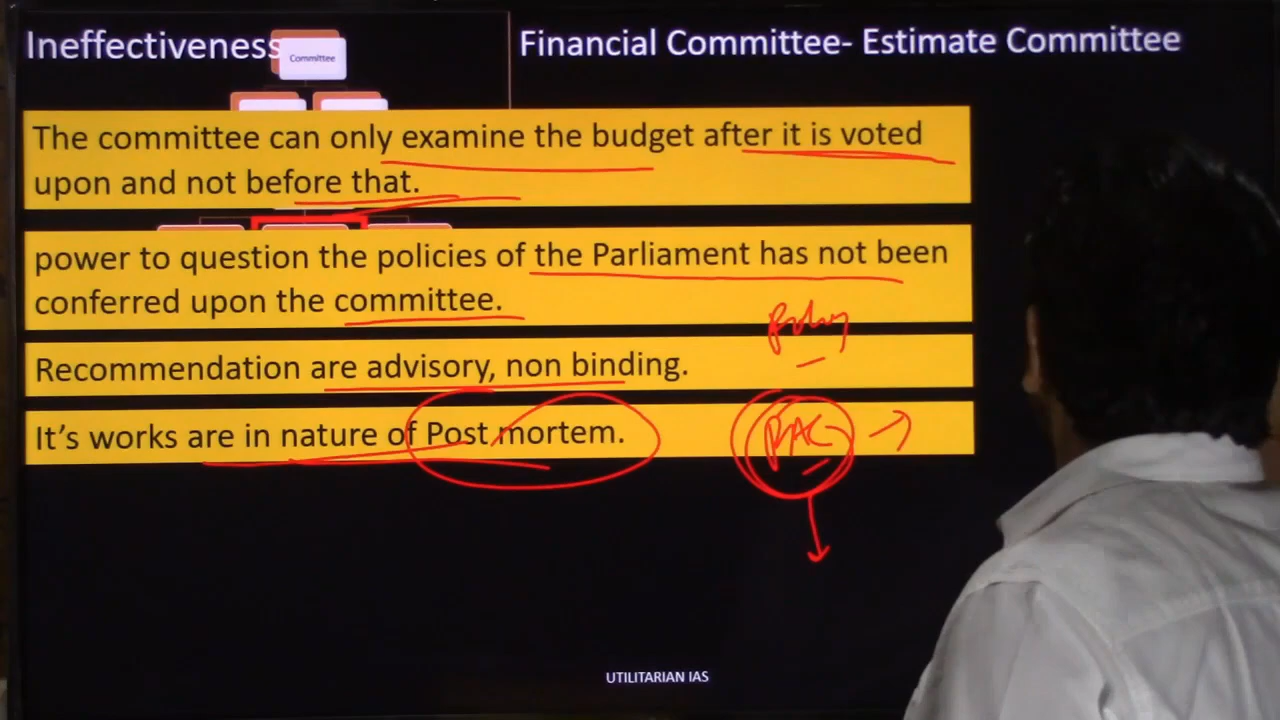 Ineffectiveness
Committee
Financial Committee- Estimate Committee
The committee can only examine the budget after it is voted
upon and not before that.
power to question the policies of the Parliament has not been
conferred upon the committee.
Policy
Recommendation are advisory, non binding.
It's works are in nature of Post mortem.
PAC
UTILITARIAN IAS